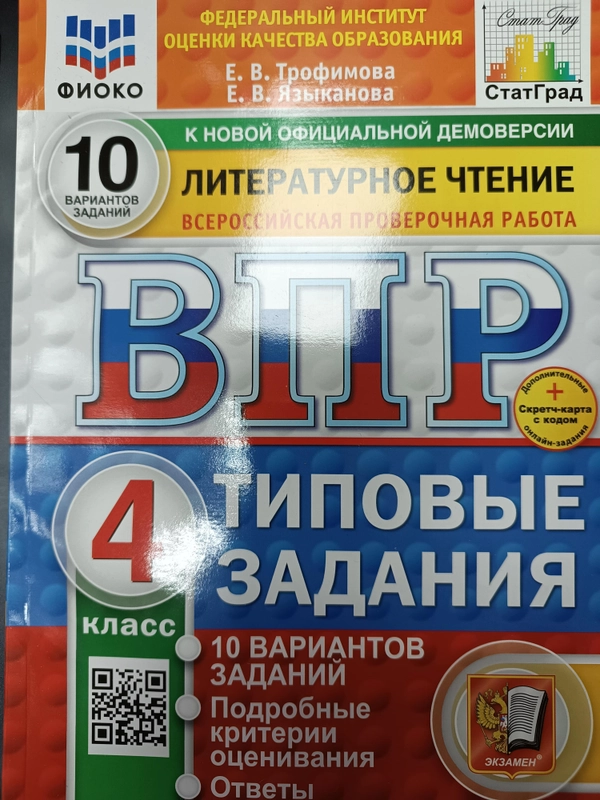 ФЕДЕРАЛЬНЫЙ ИНСТИТУТ
ОЦЕНКИ КАЧЕСТВА ОБРАЗОВАНИЯ
ФИОКО
Е. В. Трофимова
Е. В. Языканова
СтатГрад
СтатГрад
К НОВОЙ ОФИЦИАЛЬНОЙ ДЕМОВЕРСИИ
10
ВАРИАНТОВ
ЗАДАНИЙ
ЛИТЕРАТУРНОЕ ЧТЕНИЕ
ВСЕРОССИЙСКАЯ ПРОВЕРОЧНАЯ РАБОТА
ВПР
Дополнительные
+
Скретч-карта
с кодом
онлайн-задания
4
класс
ТИПОВЫЕ
ЗАДАНИЯ
10 ВАРИАНТОВ
ЗАДАНИЙ
Подробные
критерии
оценивания
Ответы
ЭКЗАМЕН